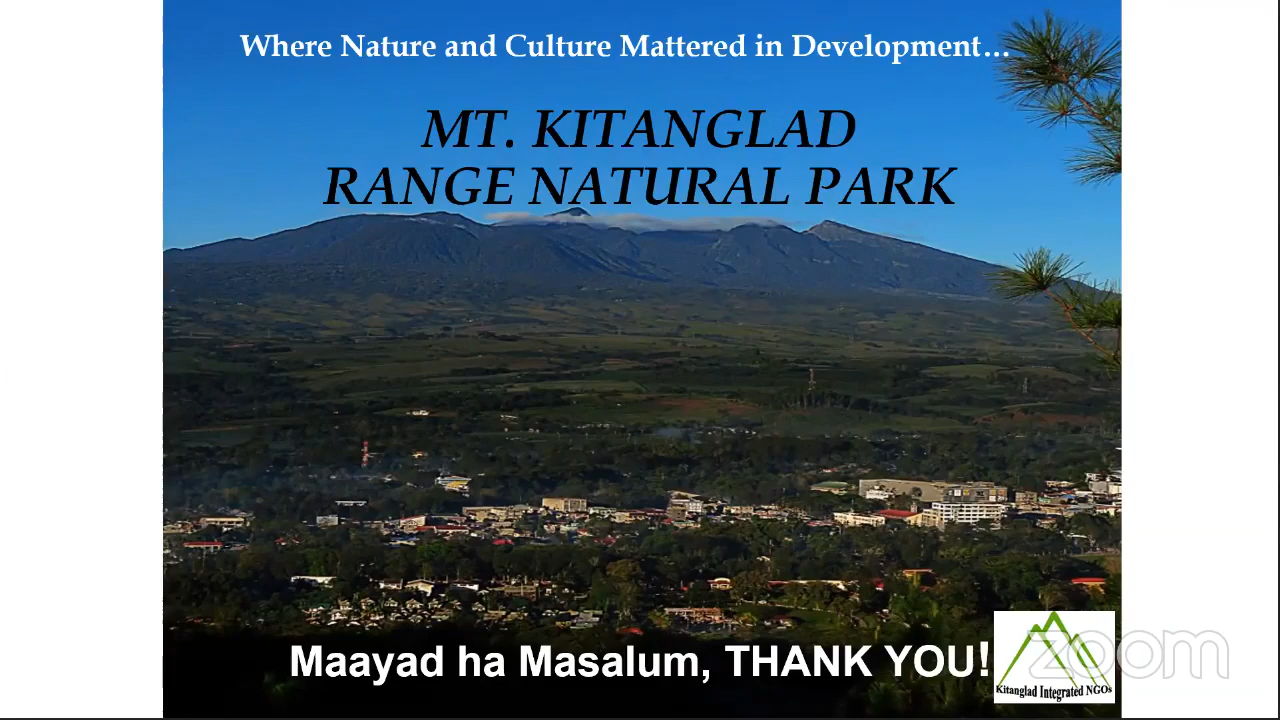 Where Nature and Culture Mattered in Development…
MT. KITANGLAD
RANGE NATURAL PARK
Maayad ha Masalum, THANK YOU!
zoom
Kitanglad Integrated NGOs